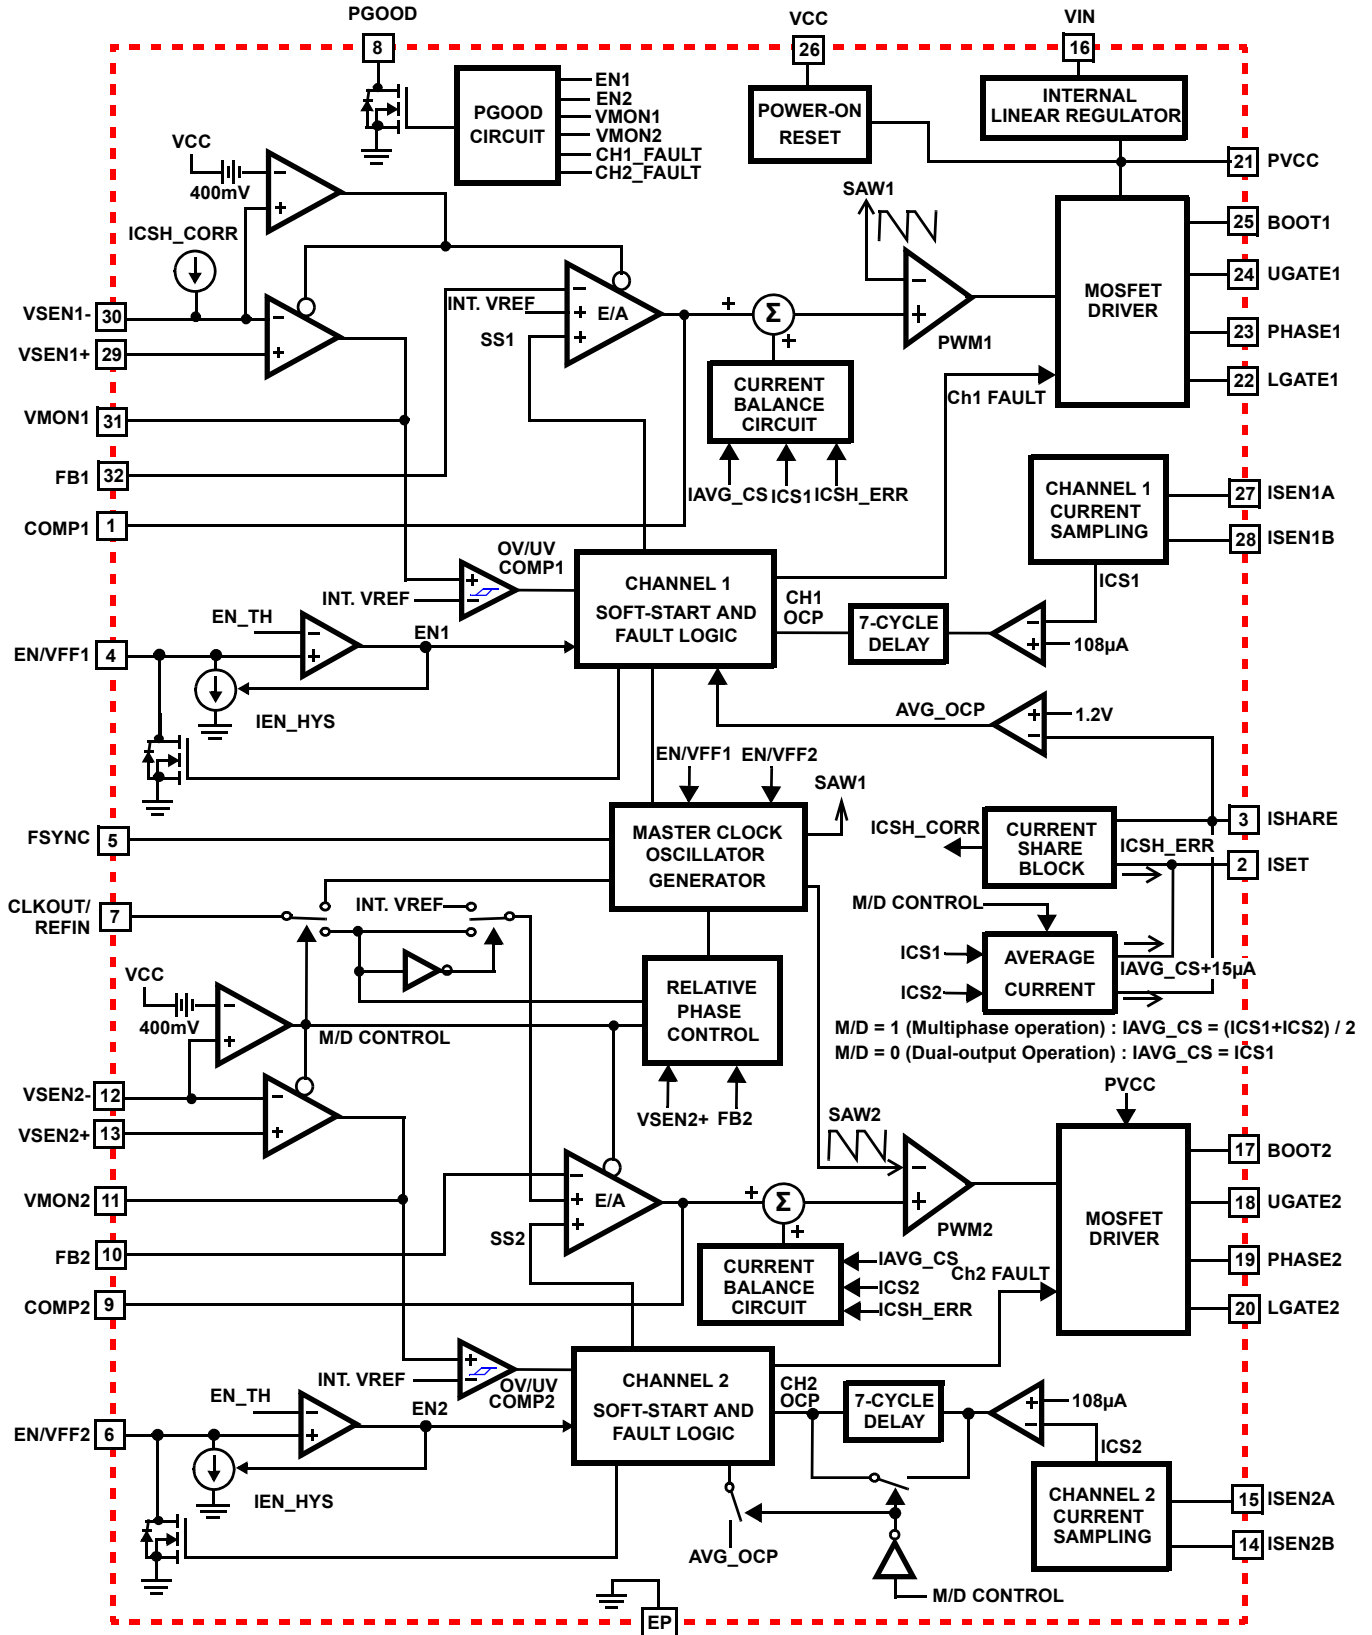 PGOOD
8
VCC
26
VIN
16
PGOOD
CIRCUIT
EN1
EN2
VMON1
VMON2
CH1_FAULT
CH2_FAULT
POWER-ON
RESET
INTERNAL
LINEAR REGULATOR
21
PVCC
VCC
400mV
−
+
SAW1
ICSH_CORR
MOSFET
DRIVER
25
BOOT1
24
UGATE1
23
PHASE1
22
LGATE1
VSEN1-
30
VSEN1+
29
−
+
INT. VREF
SS1
−
+
+
E/A
+
Σ
+
−
+
PWM1
CURRENT
BALANCE
CIRCUIT
IAVG_CS
ICS1
ICSH_ERR
Ch1 FAULT
VMON1
31
FB1
32
COMP1
1
CHANNEL 1
CURRENT
SAMPLING
27
ISEN1A
28
ISEN1B
ICS1
OV/UV
COMP1
+
−
INT. VREF
CHANNEL 1
SOFT-START AND
FAULT LOGIC
CH1
OCP
7-CYCLE
DELAY
−
+
108µA
EN_TH
−
+
EN1
EN/VFF1
4
IEN_HYS
AVG_OCP
+
−
1.2V
EN/VFF1
EN/VFF2
SAW1
FSYNC
5
MASTER CLOCK
OSCILLATOR
GENERATOR
ICSH_CORR
CURRENT
SHARE
BLOCK
ICSH_ERR
3
ISHARE
2
ISET
CLKOUT/
REFIN
7
INT. VREF
M/D CONTROL
ICS1
ICS2
AVERAGE
CURRENT
IAVG_CS+15µA
VCC
400mV
−
+
M/D CONTROL
RELATIVE
PHASE
CONTROL
M/D = 1 (Multiphase operation) : IAVG_CS = (ICS1+ICS2) / 2
M/D = 0 (Dual-output Operation) : IAVG_CS = ICS1
VSEN2-
12
VSEN2+
13
−
+
VSEN2+
FB2
PVCC
SAW2
MOSFET
DRIVER
17
BOOT2
18
UGATE2
19
PHASE2
20
LGATE2
VMON2
11
FB2
10
COMP2
9
SS2
−
+
+
E/A
+
Σ
+
−
+
PWM2
CURRENT
BALANCE
CIRCUIT
IAVG_CS
ICS2
ICSH_ERR
Ch2 FAULT
+
−
INT. VREF
OV/UV
COMP2
CHANNEL 2
SOFT-START AND
FAULT LOGIC
CH2
OCP
7-CYCLE
DELAY
+
−
108µA
ICS2
EN_TH
−
+
EN2
EN/VFF2
6
IEN_HYS
CHANNEL 2
CURRENT
SAMPLING
15
ISEN2A
14
ISEN2B
AVG_OCP
M/D CONTROL
EP